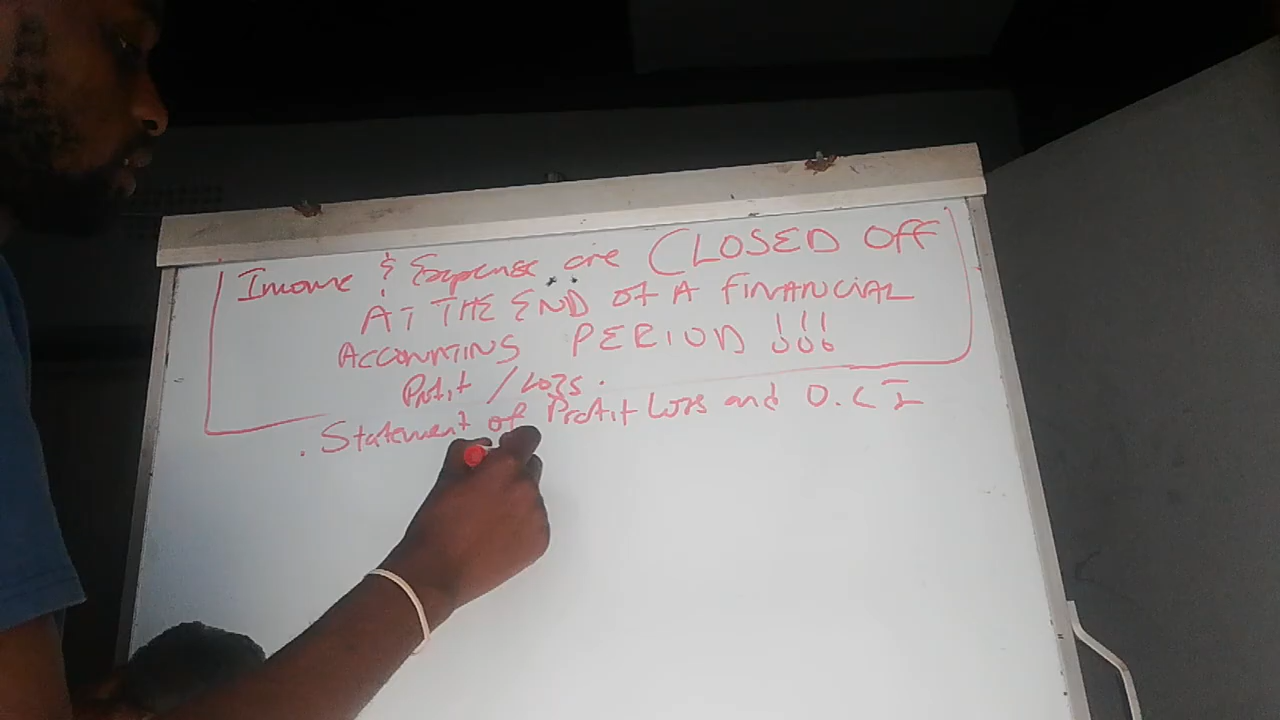 Income & Expense are CLOSED OFF
AT THE END OF A FINANCIAL
ACCOUNTING PERIOD !!!
Profit / Loss.
. Statement of Profit Loss and O.C I